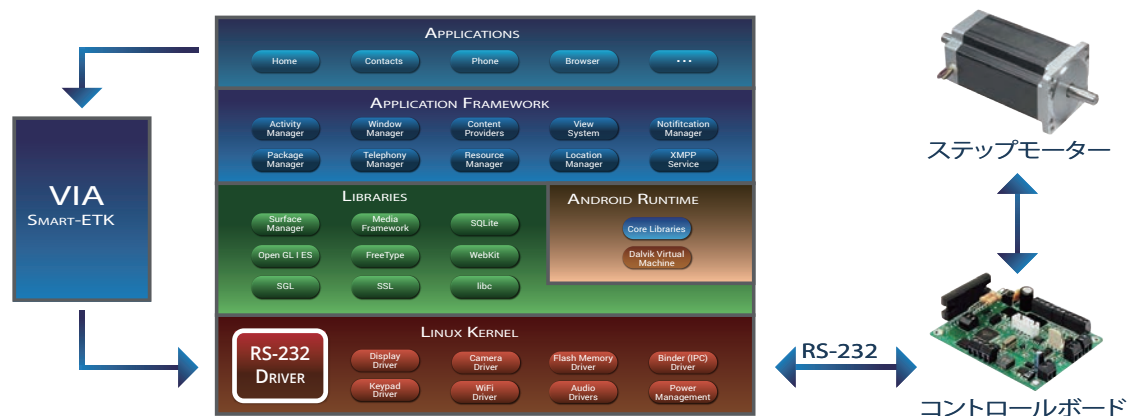 APPLICATIONS
Home Contacts Phone Browser ...
APPLICATION FRAMEWORK
Activity Manager
Window Manager
Content Providers
View System
Notifitcation Manager
Package Manager
Telephony Manager
Resource Manager
Location Manager
XMPP Service
LIBRARIES
Surface Manager
Media Framework
SQLite
Open GL I ES
FreeType
WebKit
SGL
SSL
libc
ANDROID RUNTIME
Core Libraries
Dalvik Virtual Machine
LINUX KERNEL
RS-232
DRIVER
Display Driver
Camera Driver
Flash Memory Driver
Binder (IPC) Driver
Keypad Driver
WiFi Driver
Audio Drivers
Power Management
VIA
SMART-ETK
ステップモーター
RS-232
コントロールボード